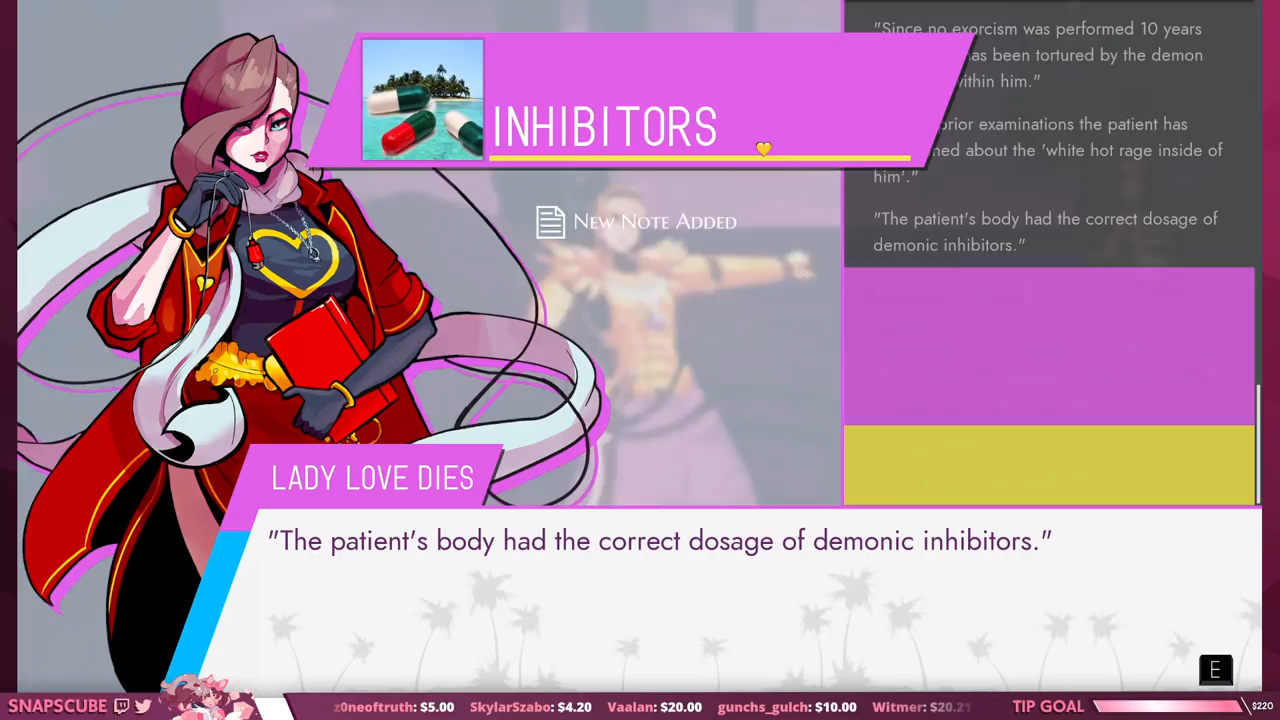 "Since no exorcism was performed 10 years
has been tortured by the demon
within him."
prior examinations the patient has
about the 'white hot rage inside of
him'."
"The patient's body had the correct dosage of
demonic inhibitors."
INHIBITORS
NEW NOTE ADDED
LADY LOVE DIES
"The patient's body had the correct dosage of demonic inhibitors."
E
SNAPSCUBE
z0neoftruth: $5.00 SkylarSzabo: $4.20 Vaalan: $20.00 gunchs_gulch: $10.00 Witmer: $20.21
TIP GOAL
$220